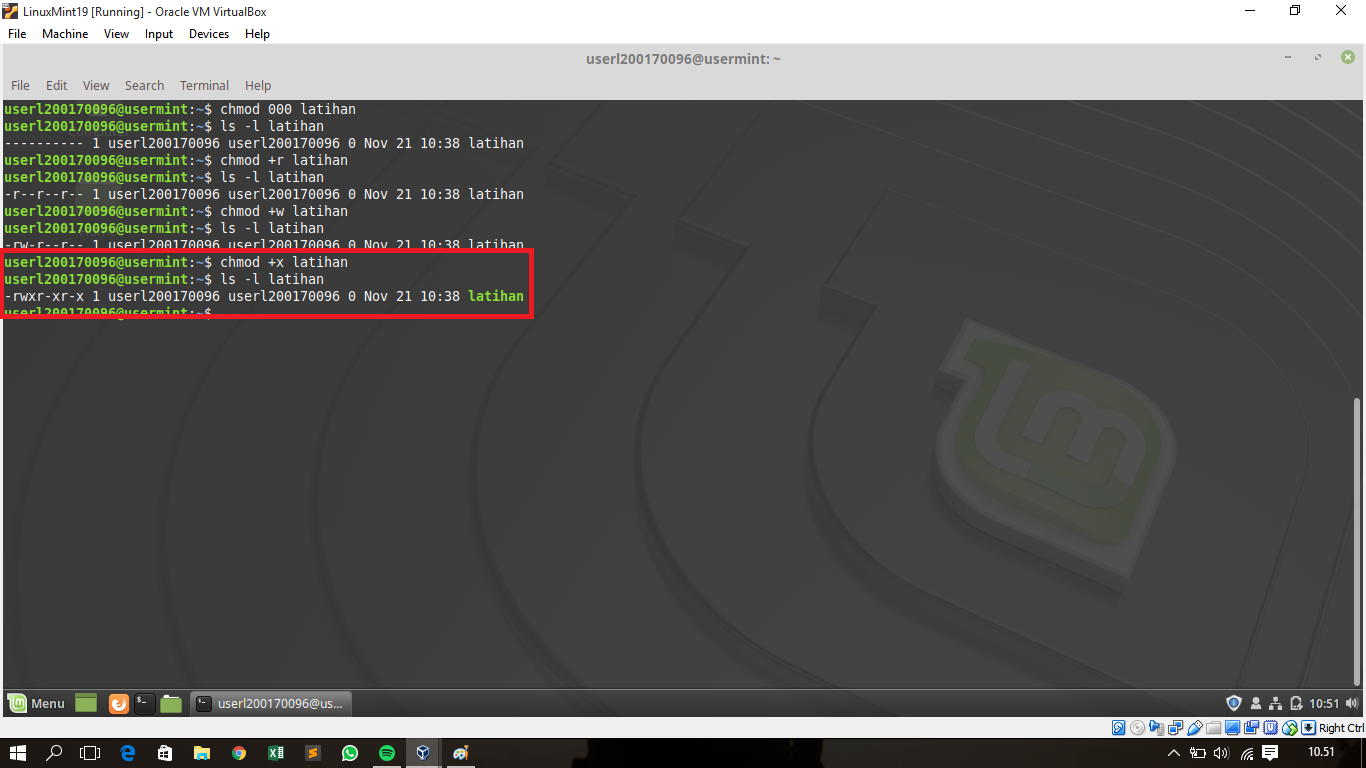 LinuxMint19 [Running] - Oracle VM VirtualBox
File Machine View Input Devices Help
userl200170096@usermint: ~
File Edit View Search Terminal Help
userl200170096@usermint:~$ chmod 000 latihan
userl200170096@usermint:~$ ls -l latihan
---------- 1 userl200170096 userl200170096 0 Nov 21 10:38 latihan
userl200170096@usermint:~$ chmod +r latihan
userl200170096@usermint:~$ ls -l latihan
-r--r--r-- 1 userl200170096 userl200170096 0 Nov 21 10:38 latihan
userl200170096@usermint:~$ chmod +w latihan
userl200170096@usermint:~$ ls -l latihan
-rw-r--r-- 1 userl200170096 userl200170096 0 Nov 21 10:38 latihan
userl200170096@usermint:~$ chmod +x latihan
userl200170096@usermint:~$ ls -l latihan
-rwxr-xr-x 1 userl200170096 userl200170096 0 Nov 21 10:38 latihan
userl200170096@usermint:~$
Menu
userl200170096@us...
10:51
Right Ctrl
10.51